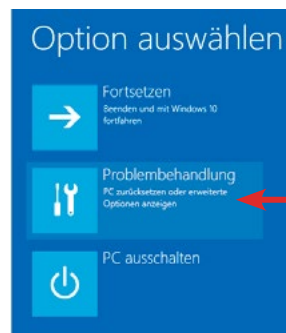 Option auswählen
Fortsetzen
Beenden und mit Windows 10
fortfahren
Problembehandlung
PC zurücksetzen oder erweiterte
Optionen anzeigen
PC ausschalten